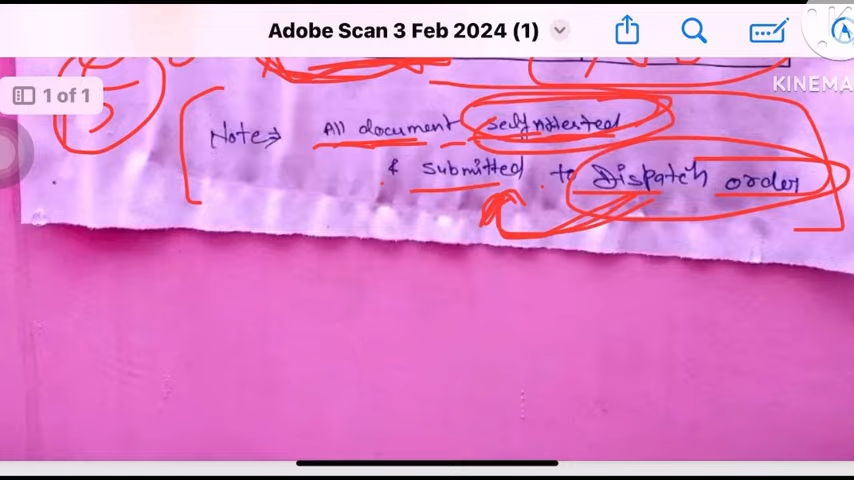 Adobe Scan 3 Feb 2024 (1)
KINEMA
1 of 1
Note⇒ All document self attested
& submitted to Dispatch order